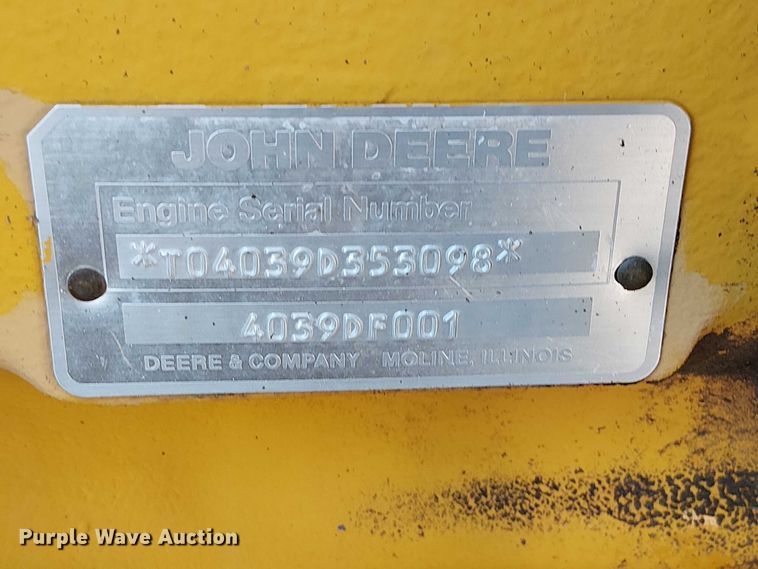 JOHN DEERE
Engine Serial Number
*T04039D353098*
4039DF001
DEERE & COMPANY MOLINE, ILLINOIS
Purple Wave Auction